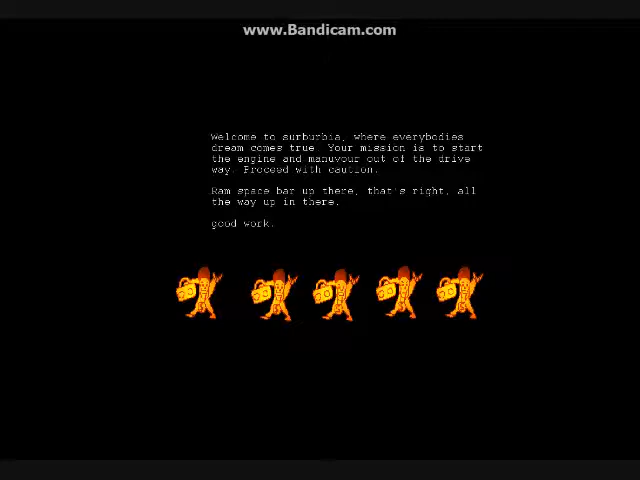 www.Bandicam.com
Welcome to surburbia, where everybodies
dream comes true. Your mission is to start
the engine and manuvour out of the drive
way. Proceed with caution.
Ram space bar up there, that's right, all
the way up in there.
good work.